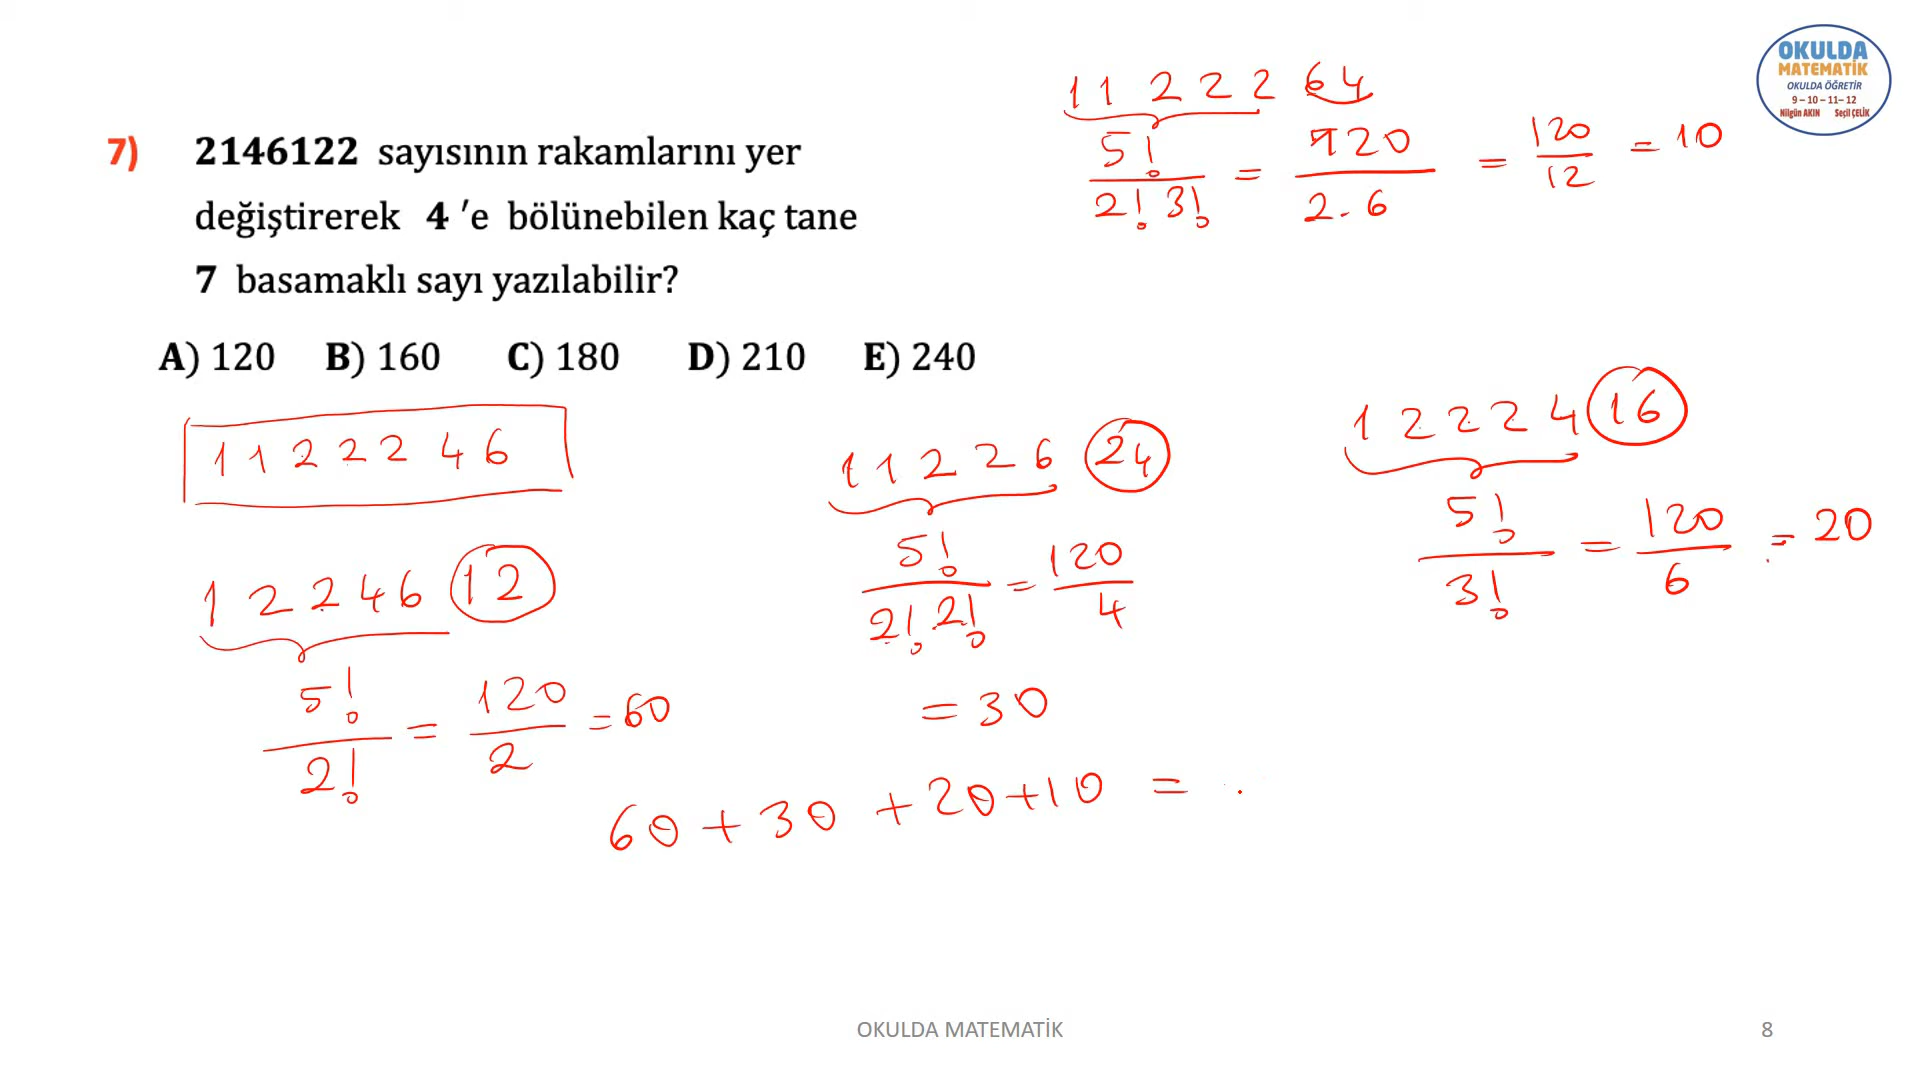 OKULDA
MATEMATİK
OKULDA ÖĞRETİR
9 – 10 – 11– 12
Nilgün AKIN Seçil ÇELİK
7) 2146122 sayısının rakamlarını yer
değiştirerek 4 'e bölünebilen kaç tane
7 basamaklı sayı yazılabilir?
A) 120 B) 160 C) 180 D) 210 E) 240
11 222 64
5!/2! 3! = 720/2.6 = 120/12 = 10
1122246
12246 12
5!/2! = 120/2 = 60
11226 24
5!/2! 2! = 120/4
= 30
12224 16
5!/3! = 120/6 = 20
60 + 30 + 20 + 10 = .
OKULDA MATEMATİK
8